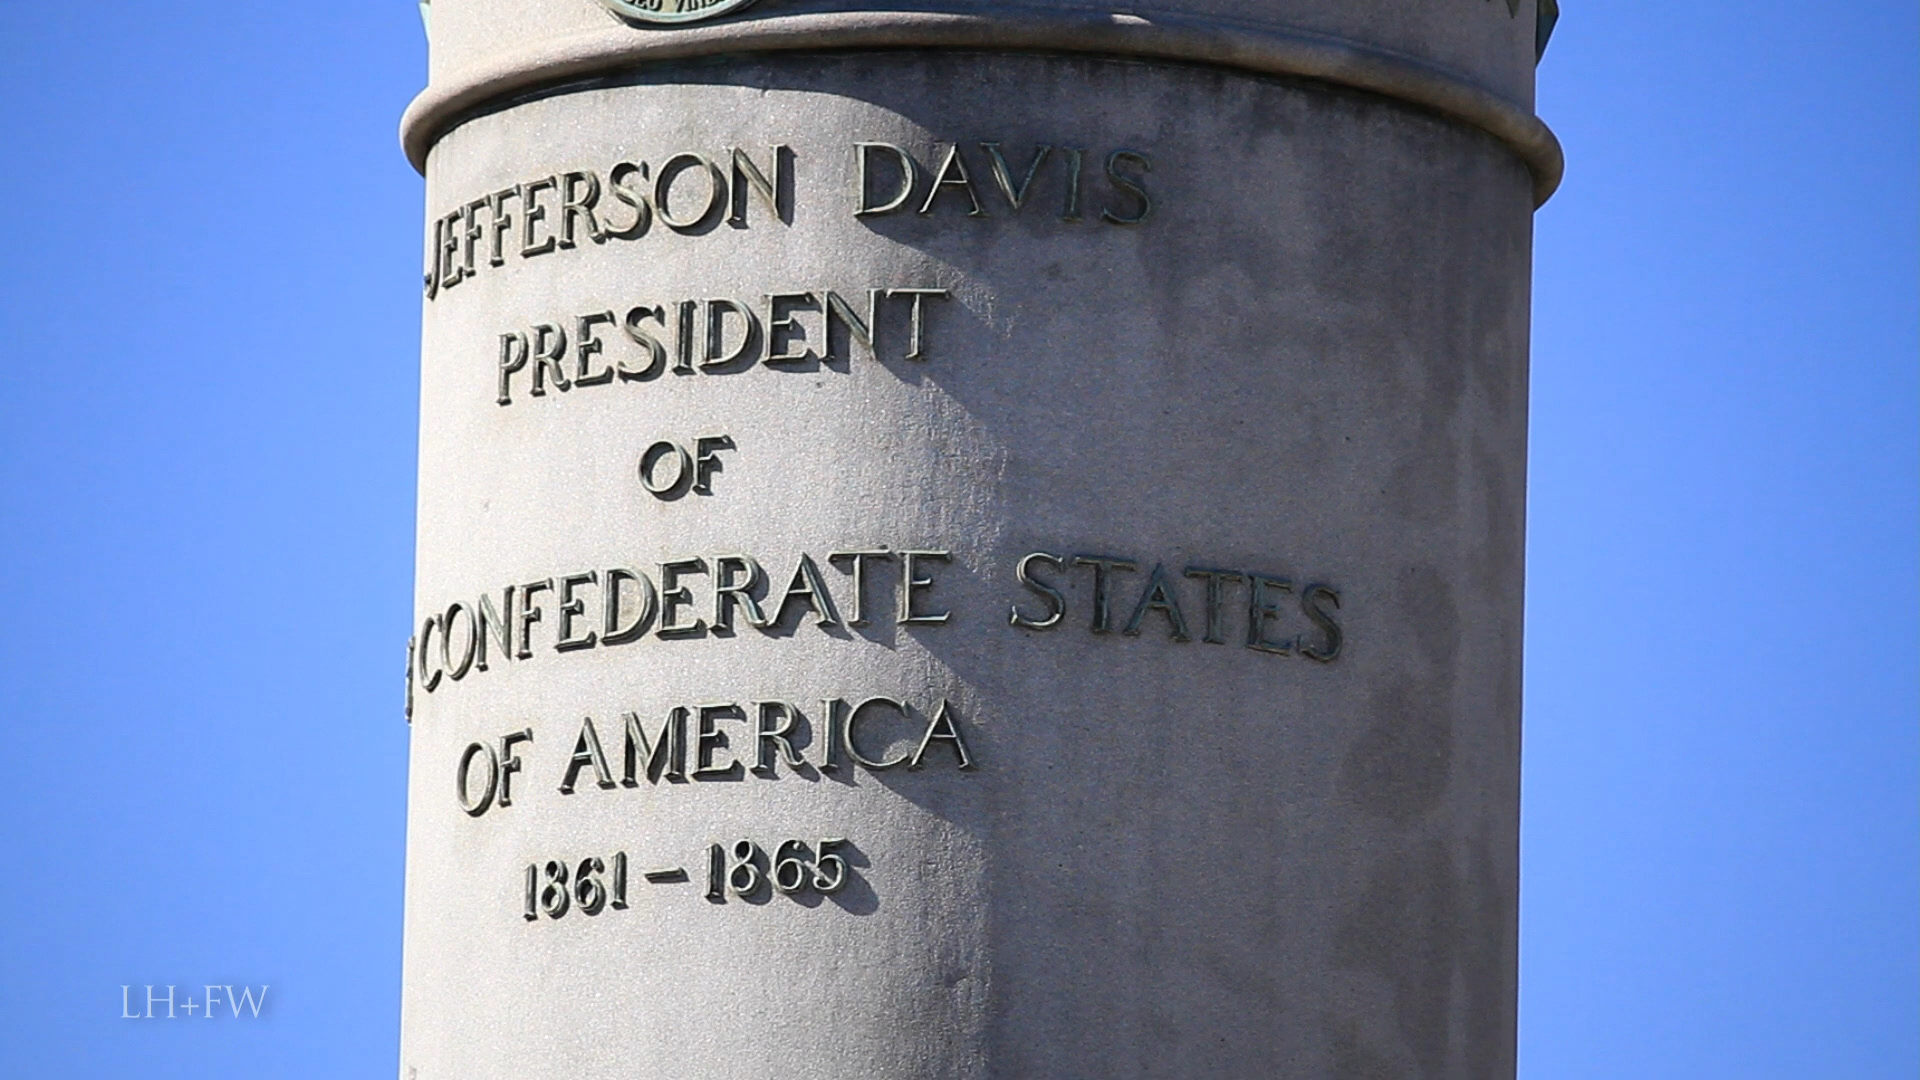 JEFFERSON DAVIS
PRESIDENT
OF
CONFEDERATE STATES
OF AMERICA
1861 – 1865
LH+FW